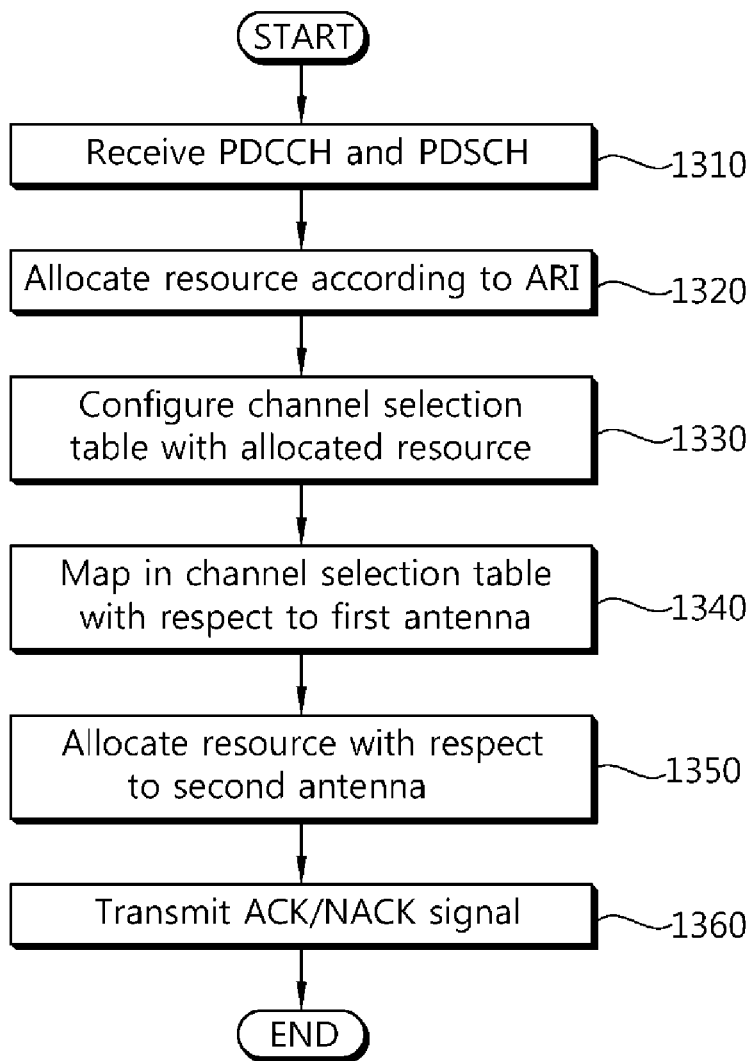 START
Receive PDCCH and PDSCH
1310
Allocate resource according to ARI
1320
Configure channel selection
table with allocated resource
1330
Map in channel selection table
with respect to first antenna
1340
Allocate resource with respect
to second antenna
1350
Transmit ACK/NACK signal
1360
END